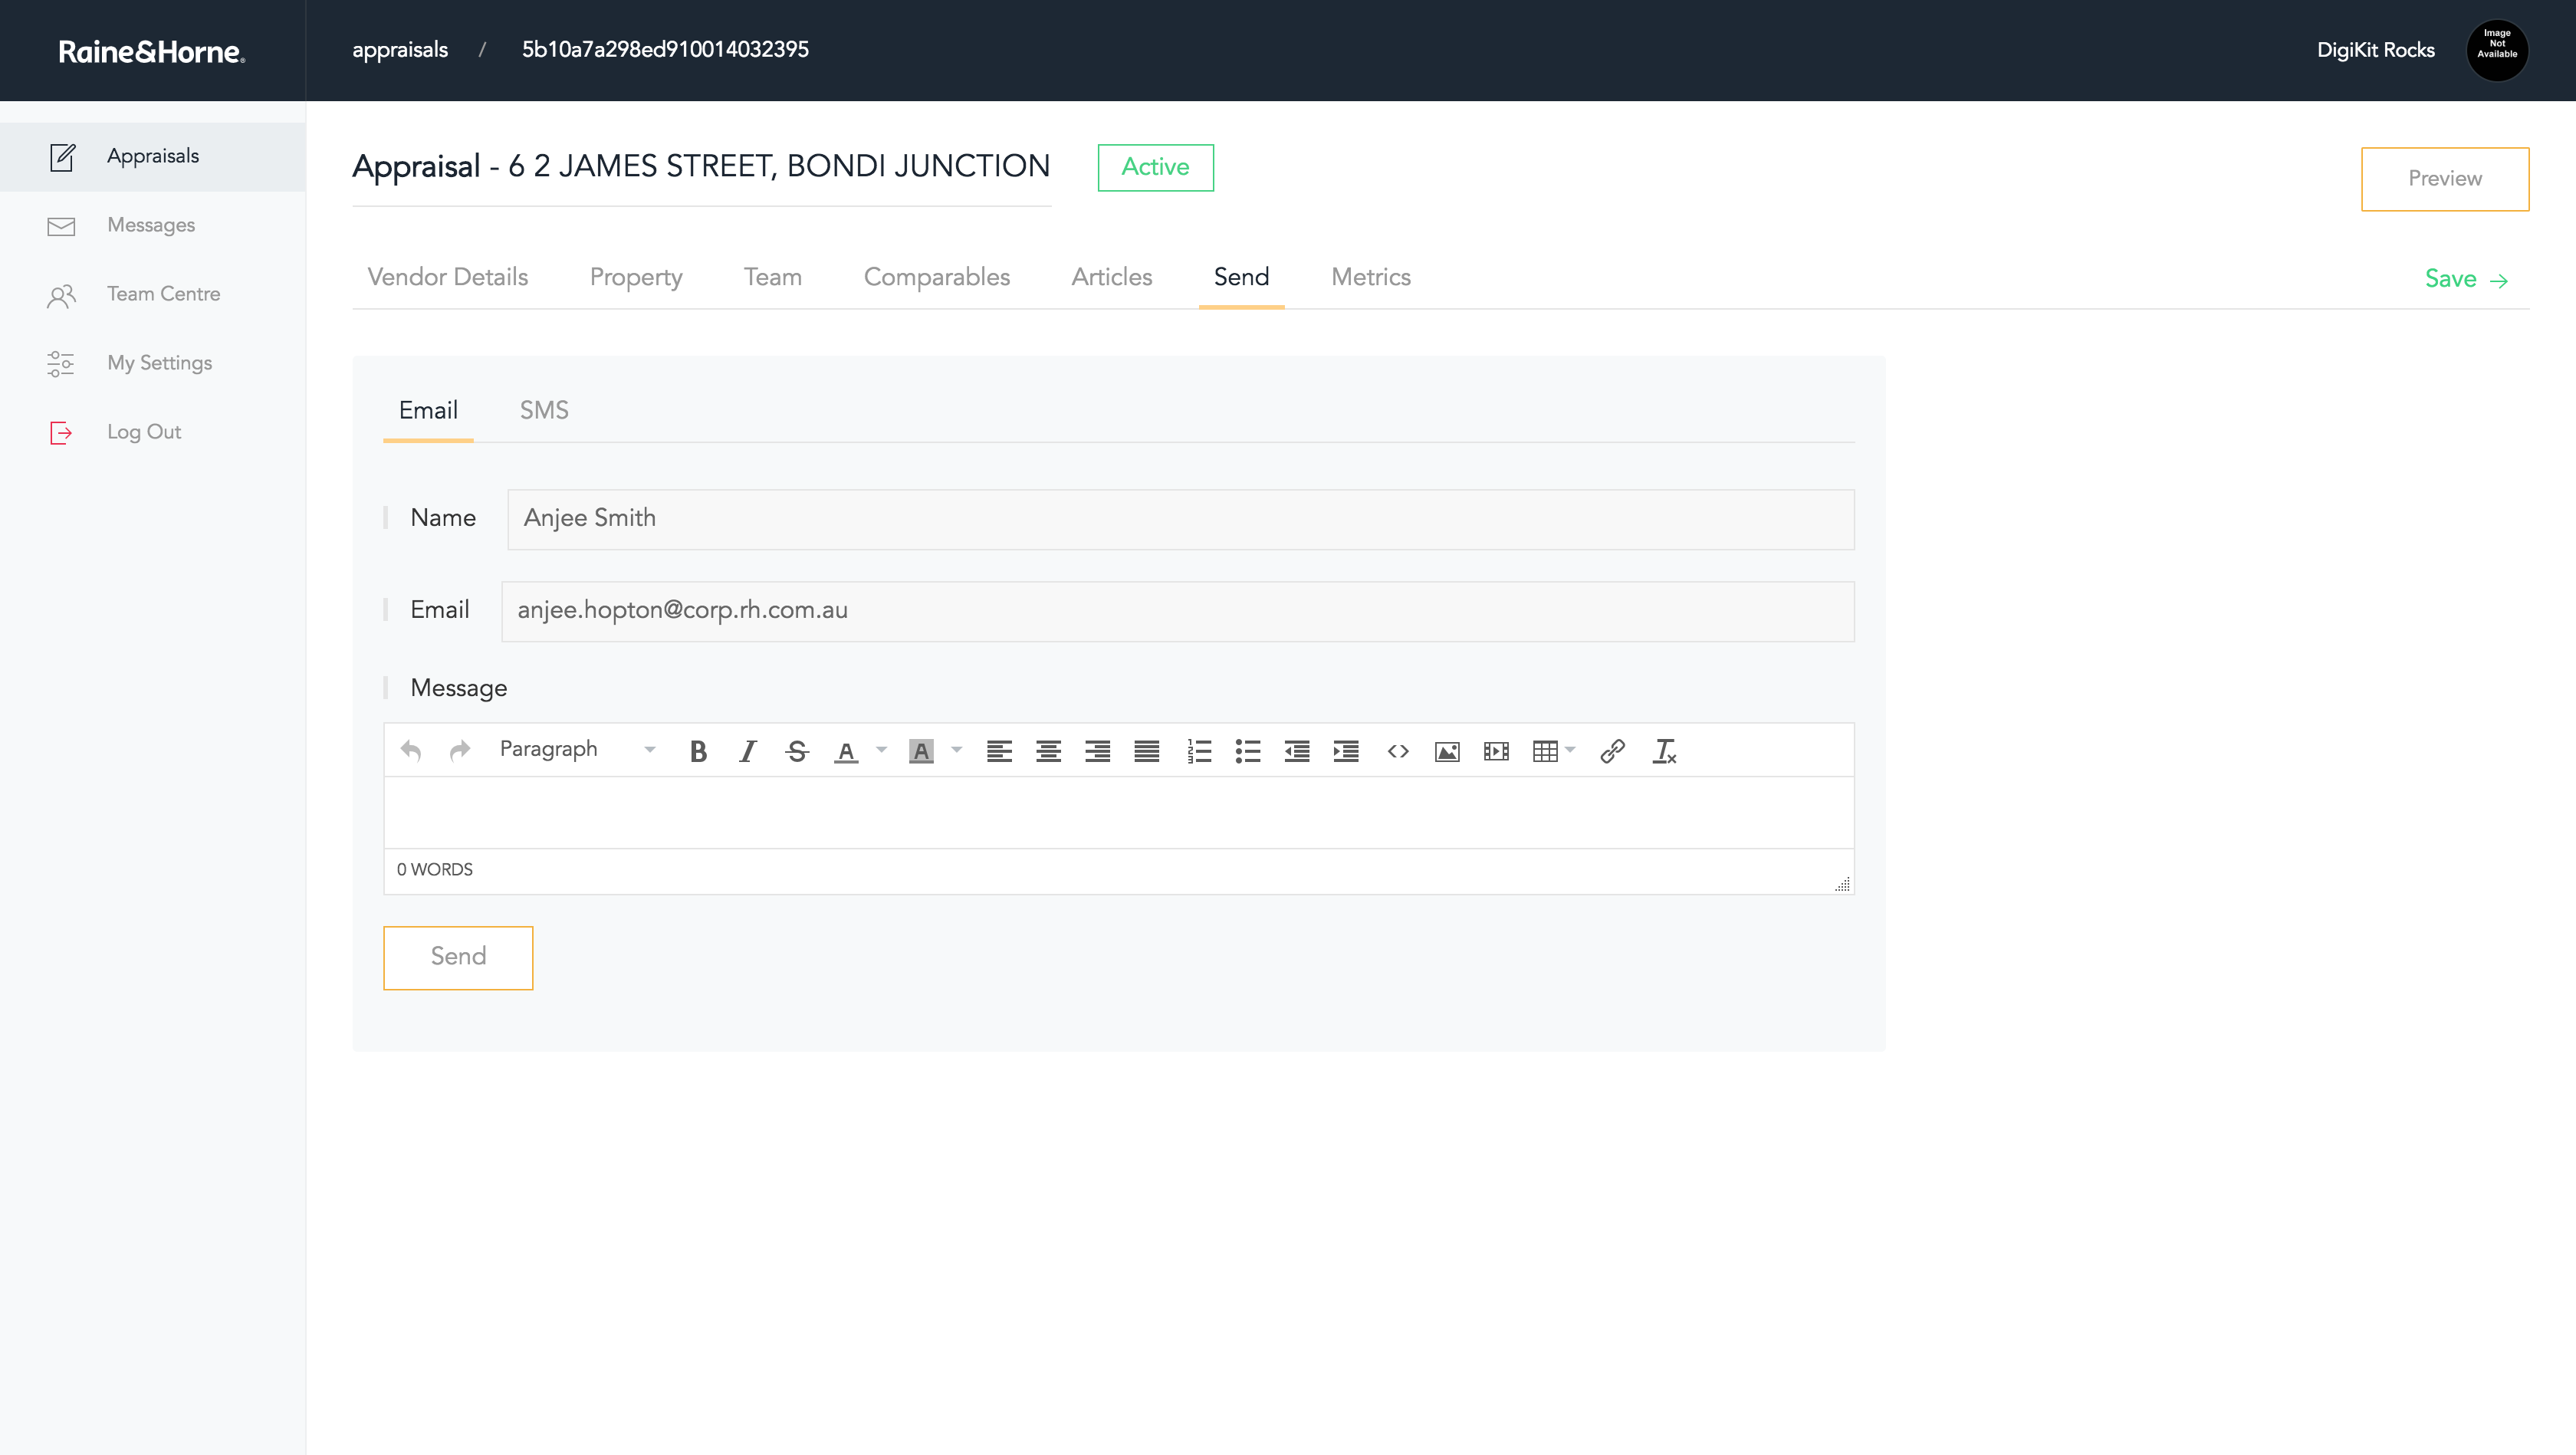 Raine&Horne.
appraisals / 5b10a7a298ed910014032395
DigiKit Rocks
Image
Not
Available
Appraisals
Messages
Team Centre
My Settings
Log Out
Appraisal - 6 2 JAMES STREET, BONDI JUNCTION
Active
Preview
Vendor Details Property Team Comparables Articles Send Metrics
Save →
Email SMS
Name Anjee Smith
Email anjee.hopton@corp.rh.com.au
Message
Paragraph B I S A A
0 WORDS
Send